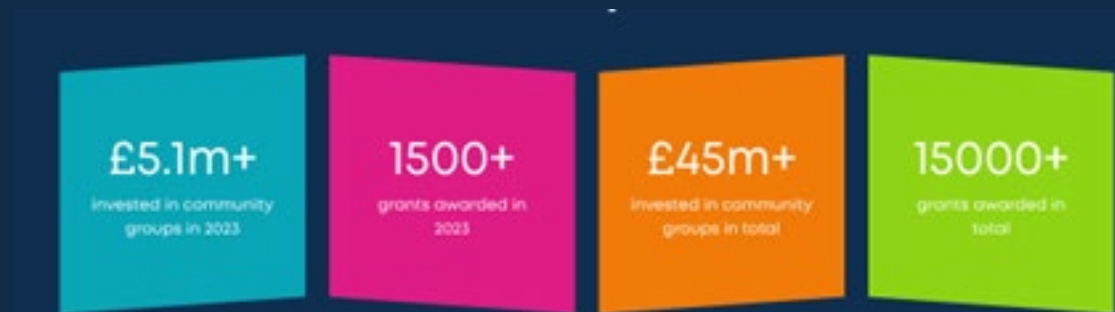 £5.1m+
invested in community
groups in 2023
1500+
grants awarded in
2023
£45m+
invested in community
groups in total
15000+
grants awarded in
total